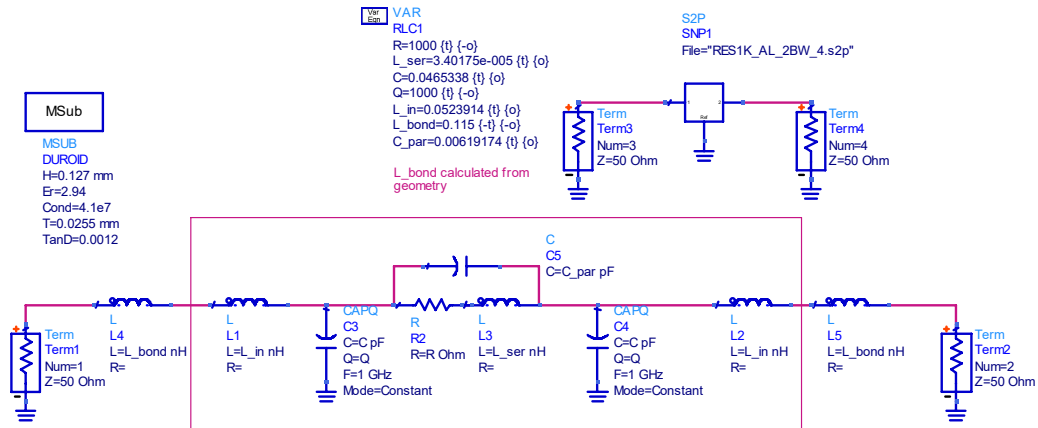 Var
Eqn
VAR
RLC1
R=1000 {t} {-o}
L_ser=3.40175e-005 {t} {o}
C=0.0465338 {t} {o}
Q=1000 {t} {-o}
L_in=0.0523914 {t} {o}
L_bond=0.115 {-t} {-o}
C_par=0.00619174 {t} {o}
L_bond calculated from
geometry
S2P
SNP1
File="RES1K_AL_2BW_4.s2p"
1
2
Ref
Term
Term3
Num=3
Z=50 Ohm
Term
Term4
Num=4
Z=50 Ohm
MSub
MSUB
DUROID
H=0.127 mm
Er=2.94
Cond=4.1e7
T=0.0255 mm
TanD=0.0012
C
C5
C=C_par pF
Term
Term1
Num=1
Z=50 Ohm
L
L4
L=L_bond nH
R=
L
L1
L=L_in nH
R=
CAPQ
C3
C=C pF
Q=Q
F=1 GHz
Mode=Constant
R
R2
R=R Ohm
L
L3
L=L_ser nH
R=
CAPQ
C4
C=C pF
Q=Q
F=1 GHz
Mode=Constant
L
L2
L=L_in nH
R=
L
L5
L=L_bond nH
R=
Term
Term2
Num=2
Z=50 Ohm